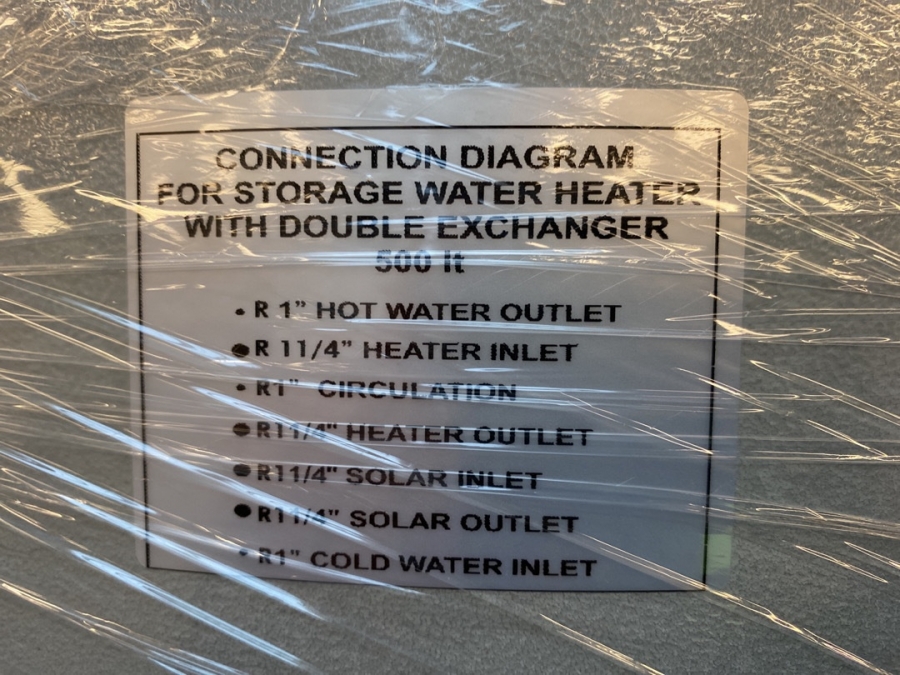 CONNECTION DIAGRAM
FOR STORAGE WATER HEATER
WITH DOUBLE EXCHANGER
500 lt
• R 1" HOT WATER OUTLET
● R 11/4" HEATER INLET
• R1" CIRCULATION
● R11/4" HEATER OUTLET
● R11/4" SOLAR INLET
● R11/4" SOLAR OUTLET
• R1" COLD WATER INLET